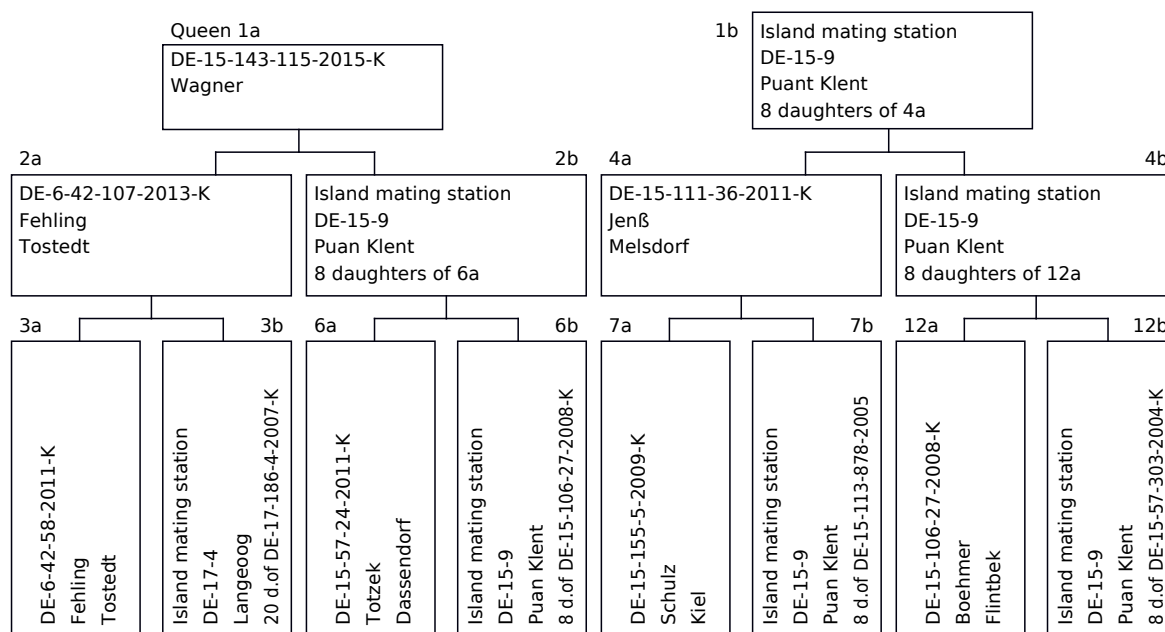 Queen 1a
DE-15-143-115-2015-K
Wagner
1b
Island mating station
DE-15-9
Puant Klent
8 daughters of 4a
2a
DE-6-42-107-2013-K
Fehling
Tostedt
2b
Island mating station
DE-15-9
Puan Klent
8 daughters of 6a
4a
DE-15-111-36-2011-K
Jenß
Melsdorf
4b
Island mating station
DE-15-9
Puan Klent
8 daughters of 12a
3a
DE-6-42-58-2011-K
Fehling
Tostedt
3b
Island mating station
DE-17-4
Langeoog
20 d.of DE-17-186-4-2007-K
6a
DE-15-57-24-2011-K
Totzek
Dassendorf
6b
Island mating station
DE-15-9
Puan Klent
8 d.of DE-15-106-27-2008-K
7a
DE-15-155-5-2009-K
Schulz
Kiel
7b
Island mating station
DE-15-9
Puan Klent
8 d.of DE-15-113-878-2005
12a
DE-15-106-27-2008-K
Boehmer
Flintbek
12b
Island mating station
DE-15-9
Puan Klent
8 d.of DE-15-57-303-2004-K